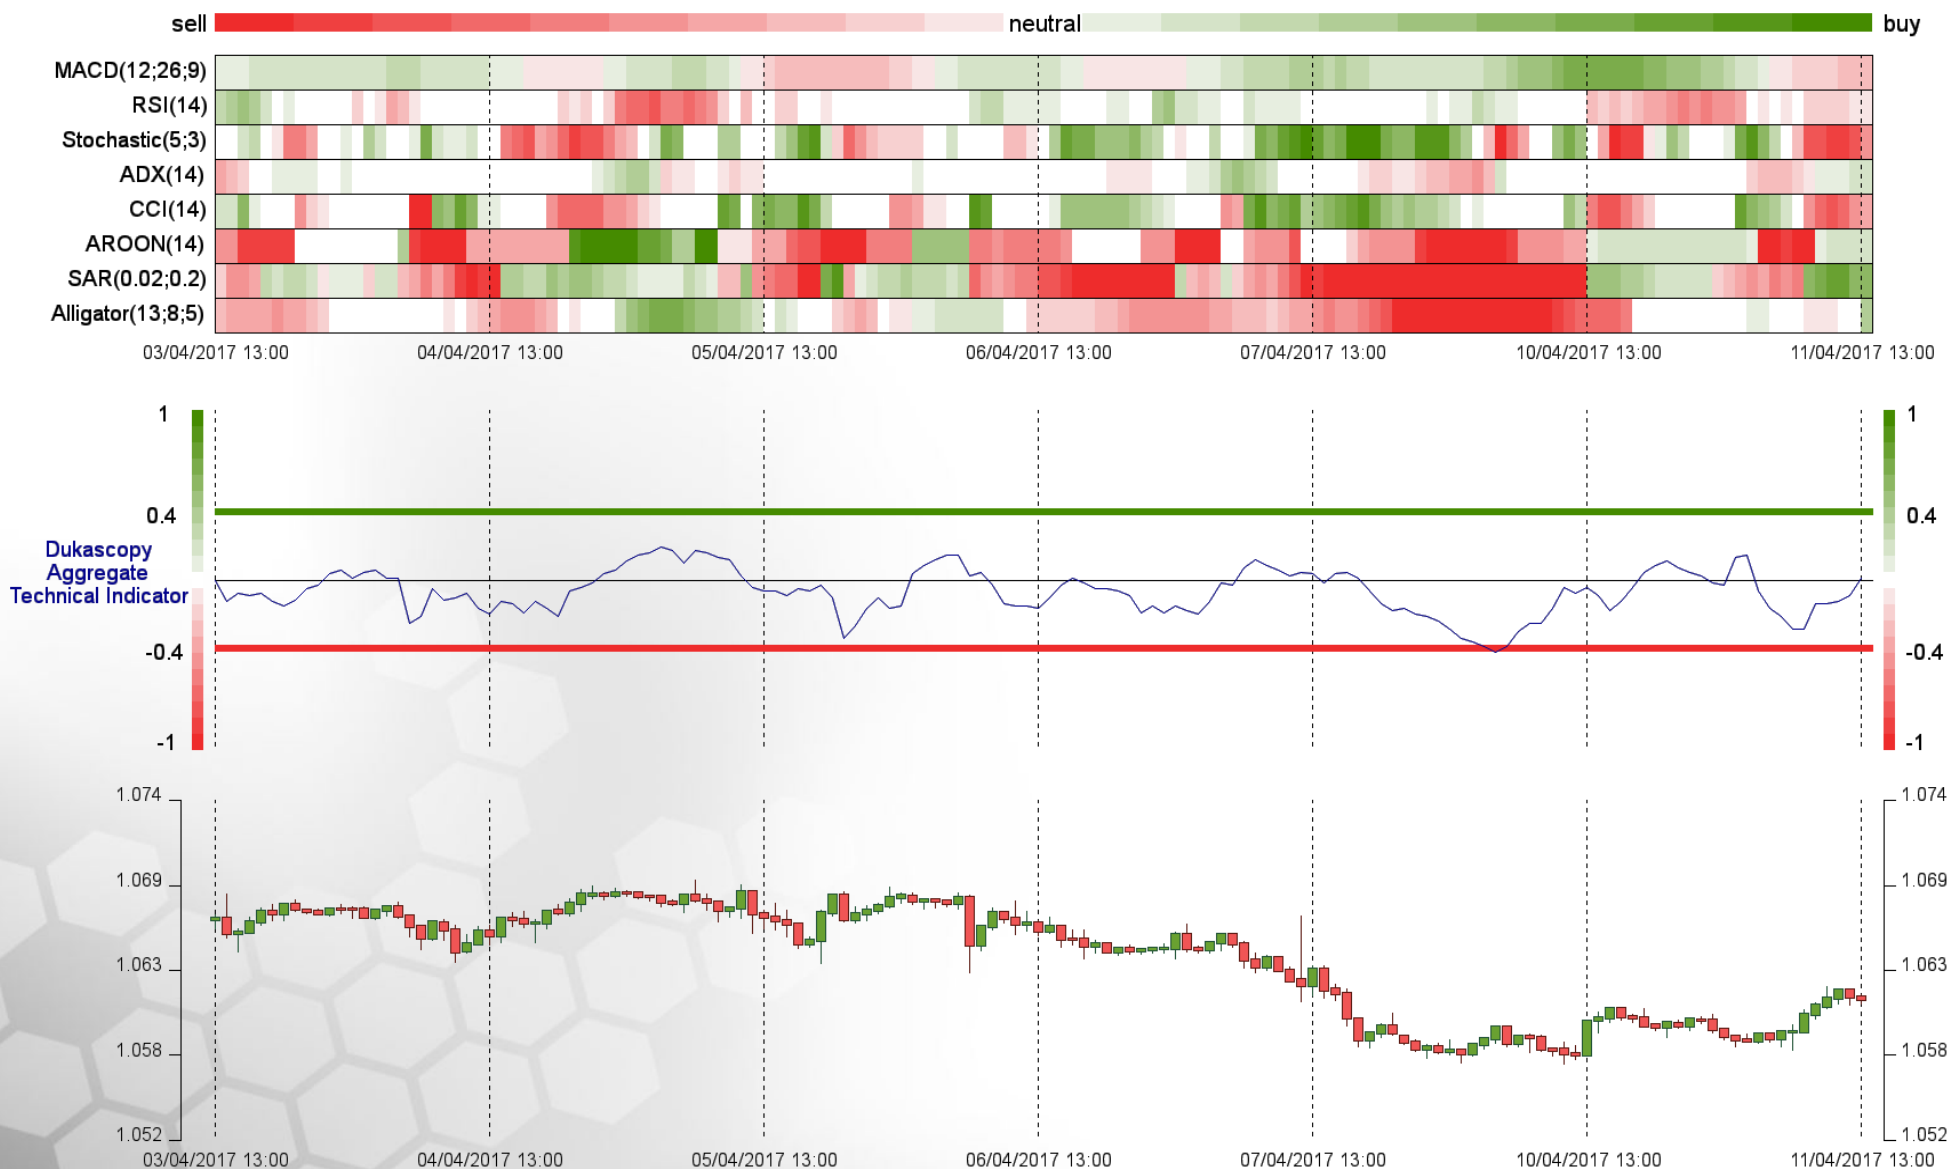 sell neutral buy
MACD(12;26;9)
RSI(14)
Stochastic(5;3)
ADX(14)
CCI(14)
AROON(14)
SAR(0.02;0.2)
Alligator(13;8;5)
03/04/2017 13:00 04/04/2017 13:00 05/04/2017 13:00 06/04/2017 13:00 07/04/2017 13:00 10/04/2017 13:00 11/04/2017 13:00
1 1
0.4 0.4
Dukascopy
Aggregate
Technical Indicator
-0.4 -0.4
-1 -1
1.074 1.074
1.069 1.069
1.063 1.063
1.058 1.058
1.052 1.052
03/04/2017 13:00 04/04/2017 13:00 05/04/2017 13:00 06/04/2017 13:00 07/04/2017 13:00 10/04/2017 13:00 11/04/2017 13:00